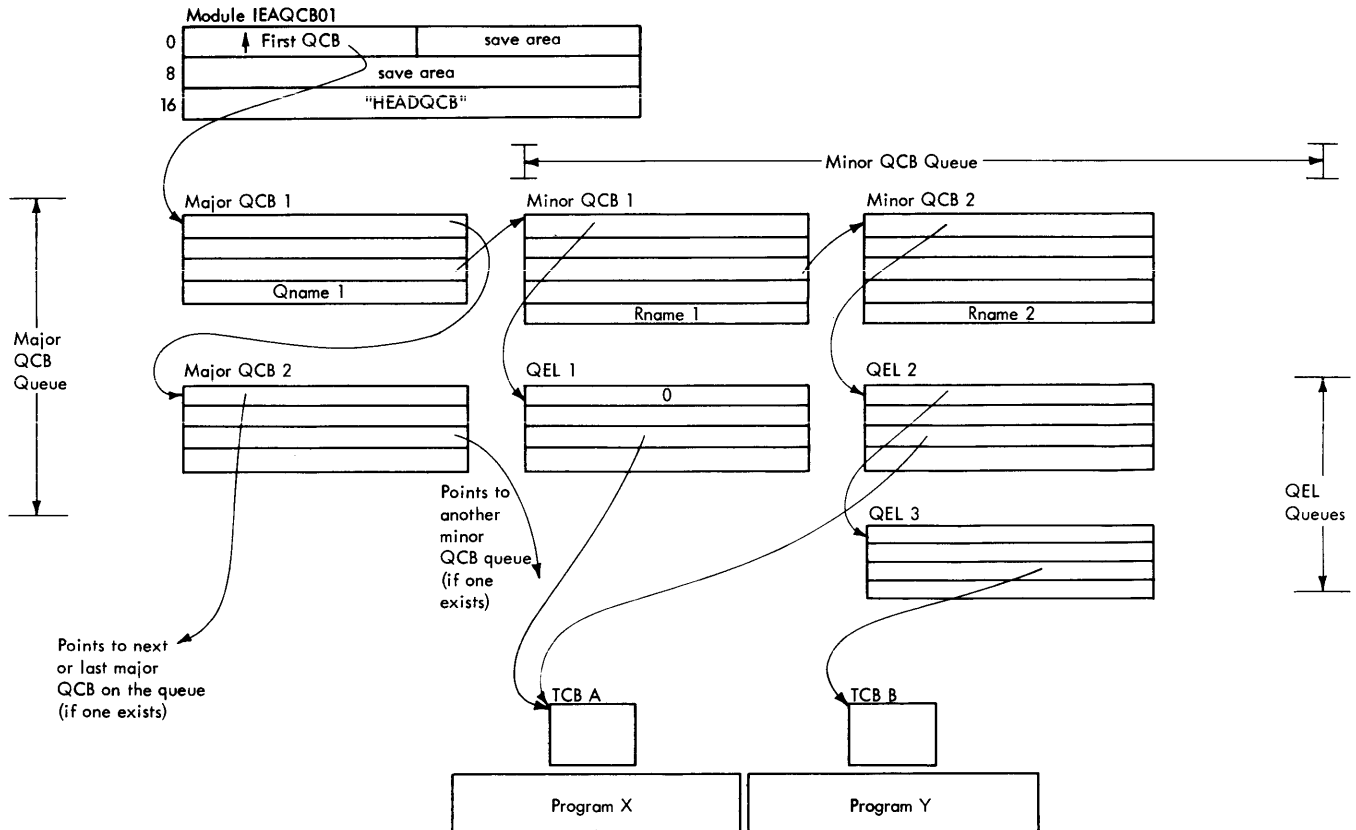 Module IEAQCB01
0 First QCB save area
8 save area
16 "HEADQCB"
Minor QCB Queue
Major QCB 1 Minor QCB 1 Minor QCB 2
Qname 1
Rname 1 Rname 2
Major
QCB
Queue
Major QCB 2 QEL 1 QEL 2
0
Points to
another
minor
QCB queue
(if one
exists)
QEL
Queues
QEL 3
Points to next
or last major
QCB on the queue
(if one exists)
TCB A TCB B
Program X Program Y